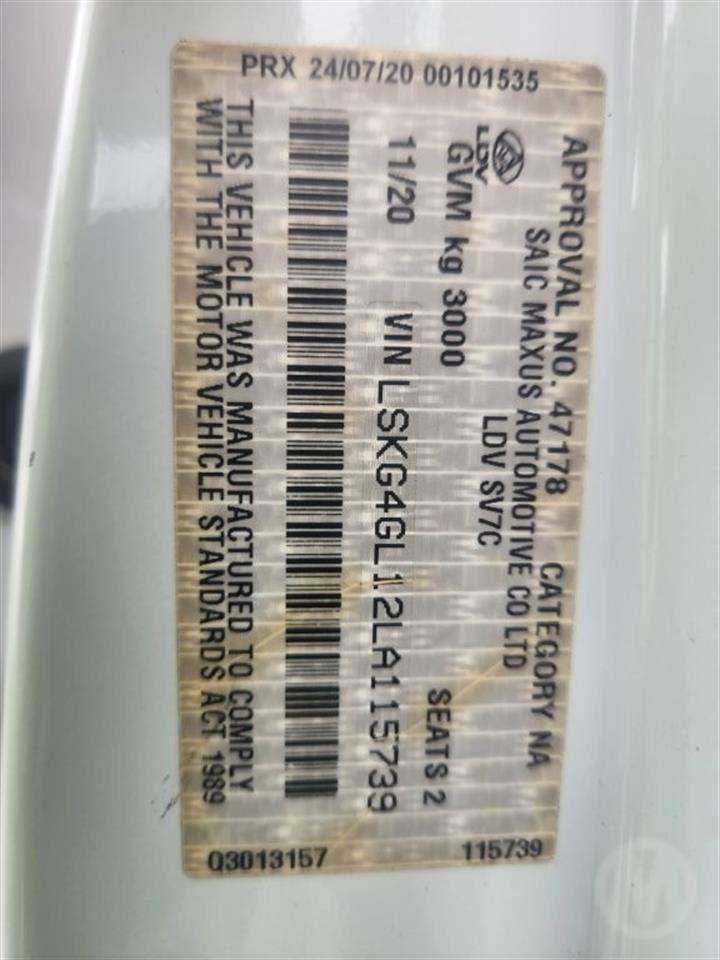 PRX 24/07/20 00101535
APPROVAL NO. 47178 CATEGORY NA
SAIC MAXUS AUTOMOTIVE CO LTD
LDV SV7C
LDV
GVM kg 3000 SEATS 2
11/20 VIN LSKG4GL12LA115739
THIS VEHICLE WAS MANUFACTURED TO COMPLY
WITH THE MOTOR VEHICLE STANDARDS ACT 1989
Q3013157 115739
M